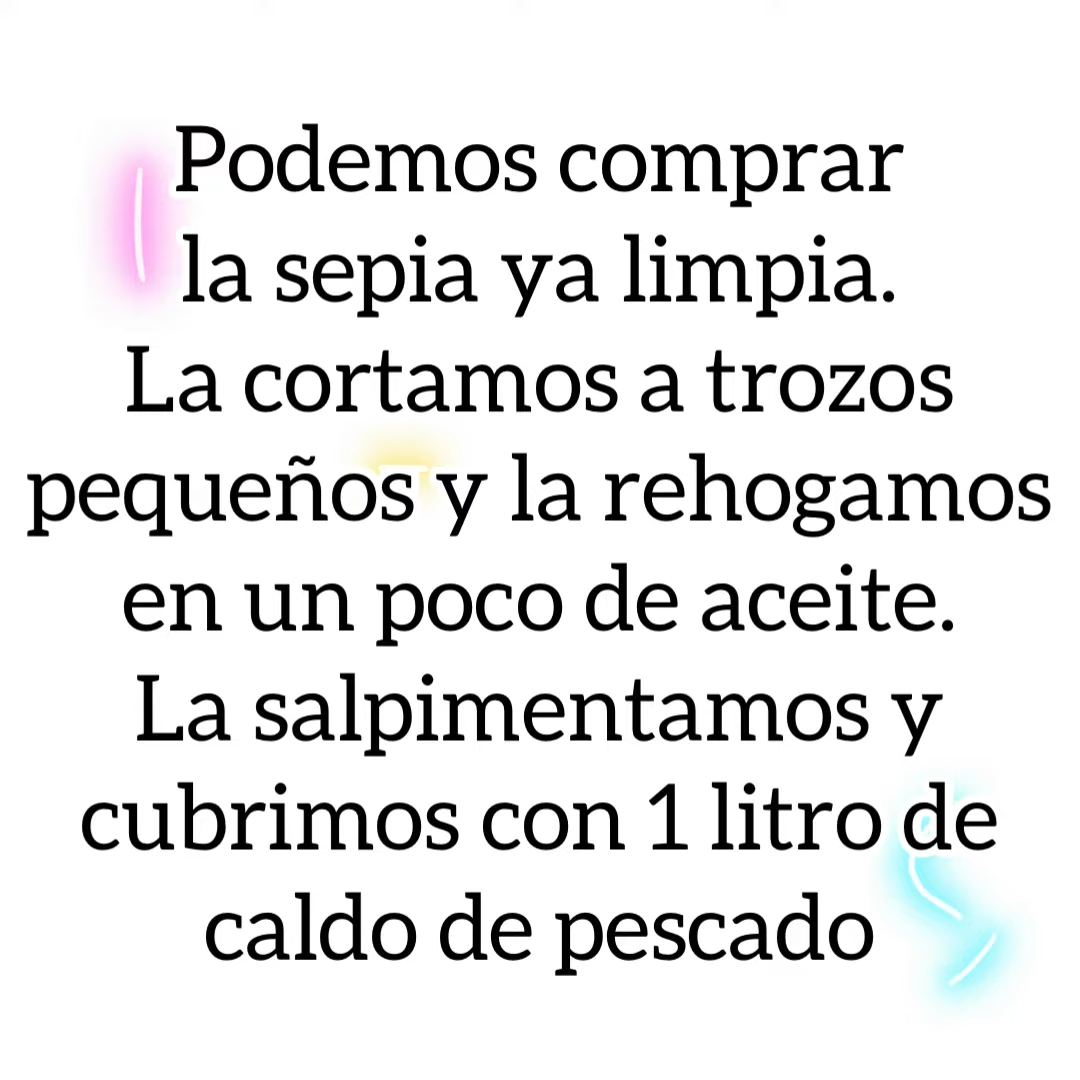 Podemos comprar
la sepia ya limpia.
La cortamos a trozos
pequeños y la rehogamos
en un poco de aceite.
La salpimentamos y
cubrimos con 1 litro de
caldo de pescado